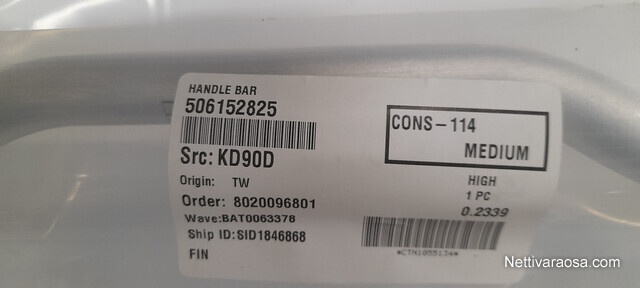 HANDLE BAR
506152825
Src: KD90D
Origin: TW
Order: 8020096801
Wave:BAT0063378
Ship ID:SID1846868
FIN
CONS-114
MEDIUM
HIGH
1 PC
0.2339
*CTN1055134*
Nettivaraosa.com